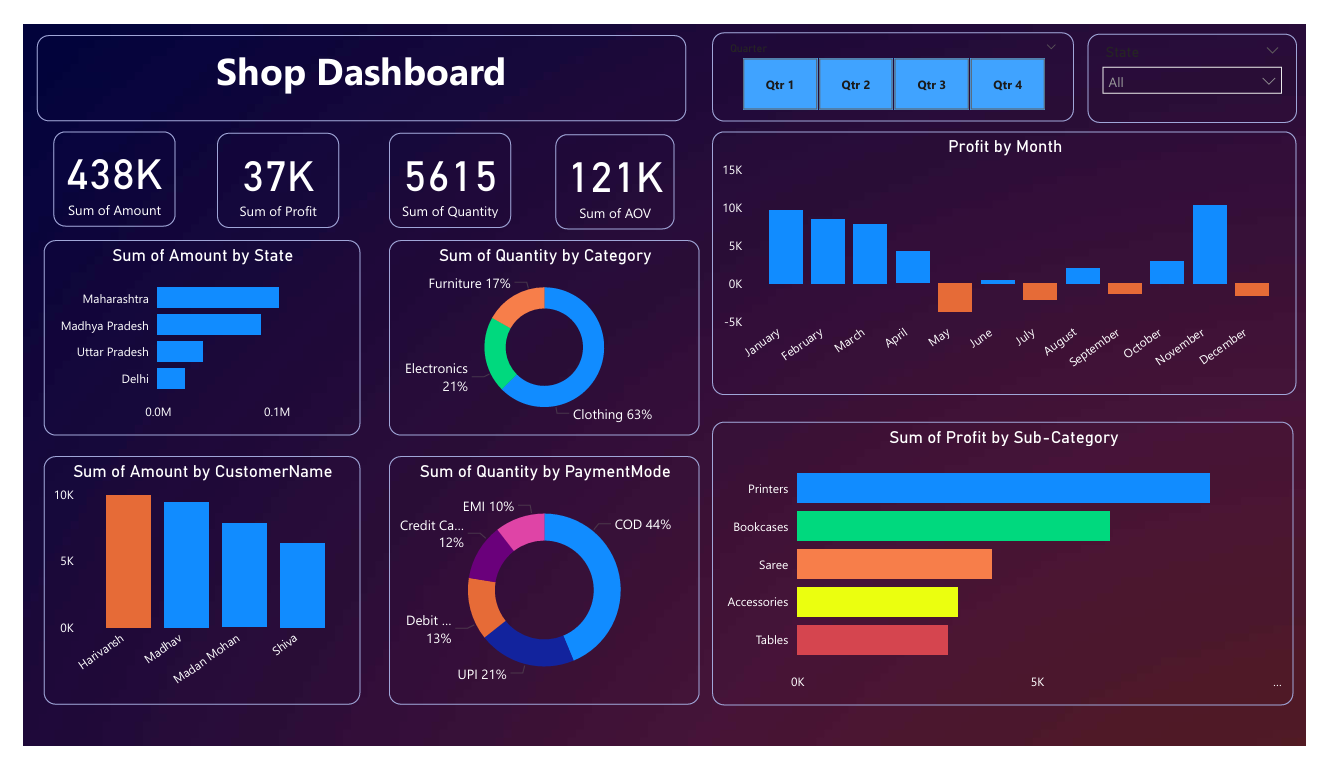 Shop Dashboard
Quarter
Qtr 1
Qtr 2
Qtr 3
Qtr 4
State
All
438K
Sum of Amount
37K
Sum of Profit
5615
Sum of Quantity
121K
Sum of AOV
Profit by Month
15K
10K
5K
0K
-5K
January
February
March
April
May
June
July
August
September
October
November
December
Sum of Amount by State
Maharashtra
Madhya Pradesh
Uttar Pradesh
Delhi
0.0M
0.1M
Sum of Quantity by Category
Furniture 17%
Electronics
21%
Clothing 63%
Sum of Profit by Sub-Category
Printers
Bookcases
Saree
Accessories
Tables
0K
5K
...
Sum of Amount by CustomerName
10K
5K
0K
Harivansh
Madhav
Madan Mohan
Shiva
Sum of Quantity by PaymentMode
EMI 10%
COD 44%
Credit Ca...
12%
Debit ...
13%
UPI 21%